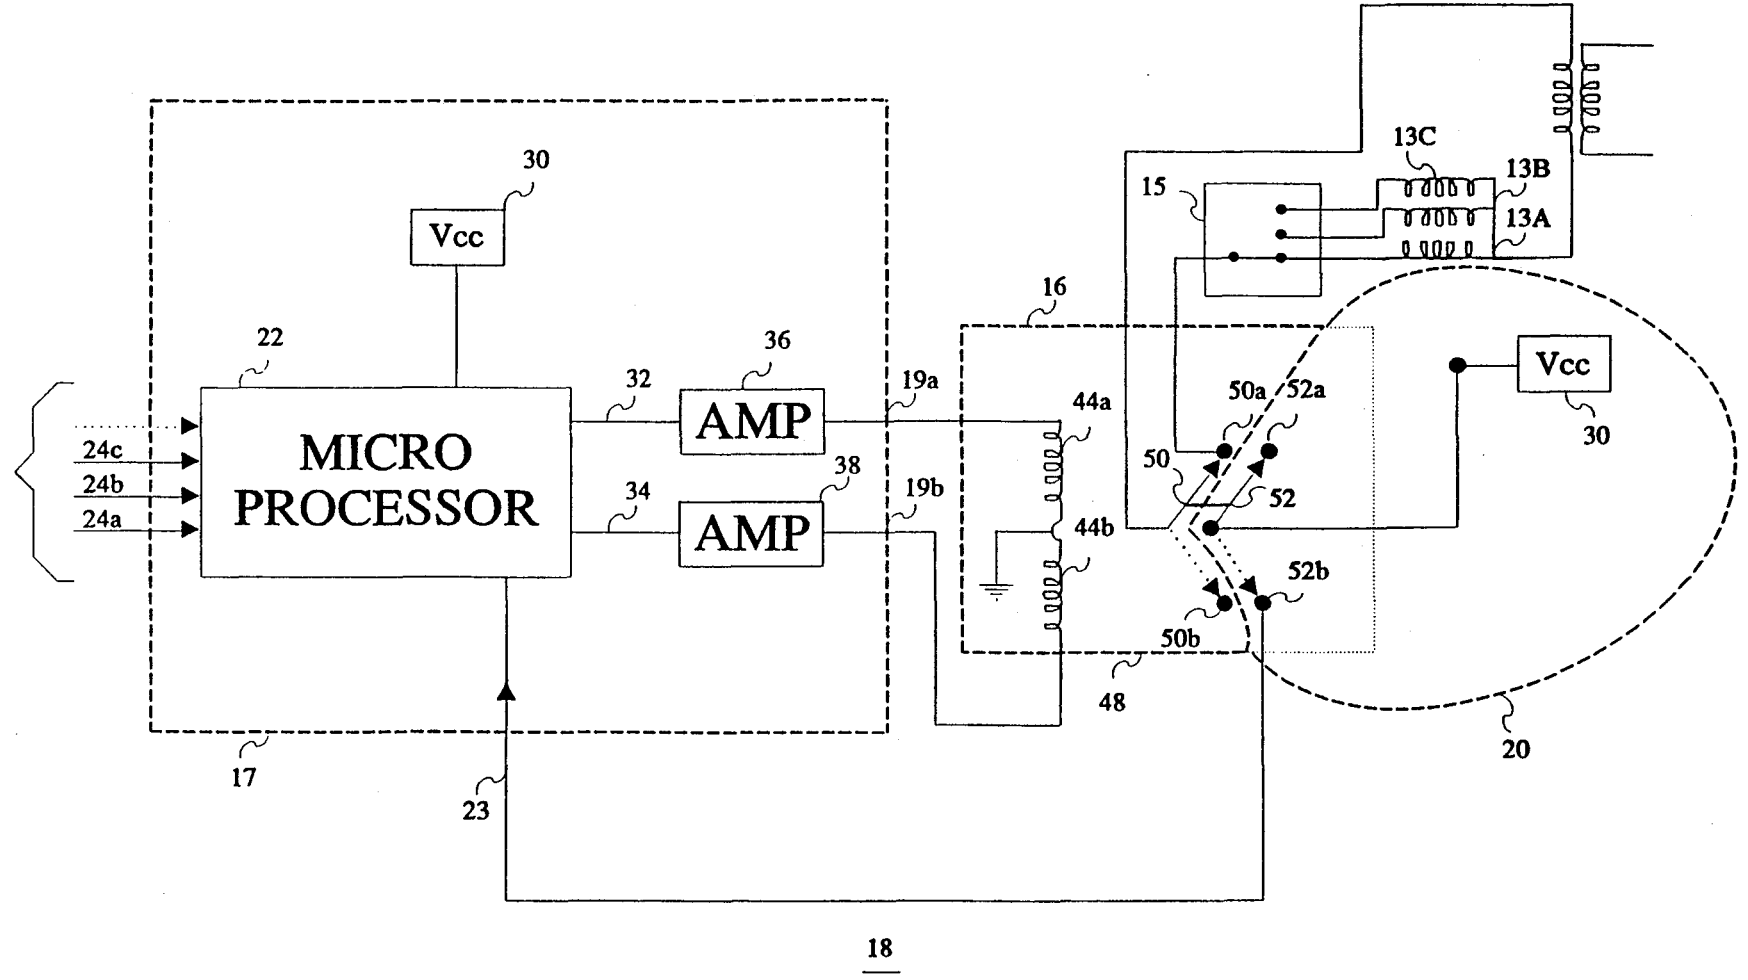 13C
13B
15
13A
30
Vcc
16
22
36
Vcc
32
19a
44a
50a
52a
30
AMP
24c
MICRO
PROCESSOR
38
50
24b
34
19b
52
24a
AMP
44b
52b
50b
48
17
20
23
18